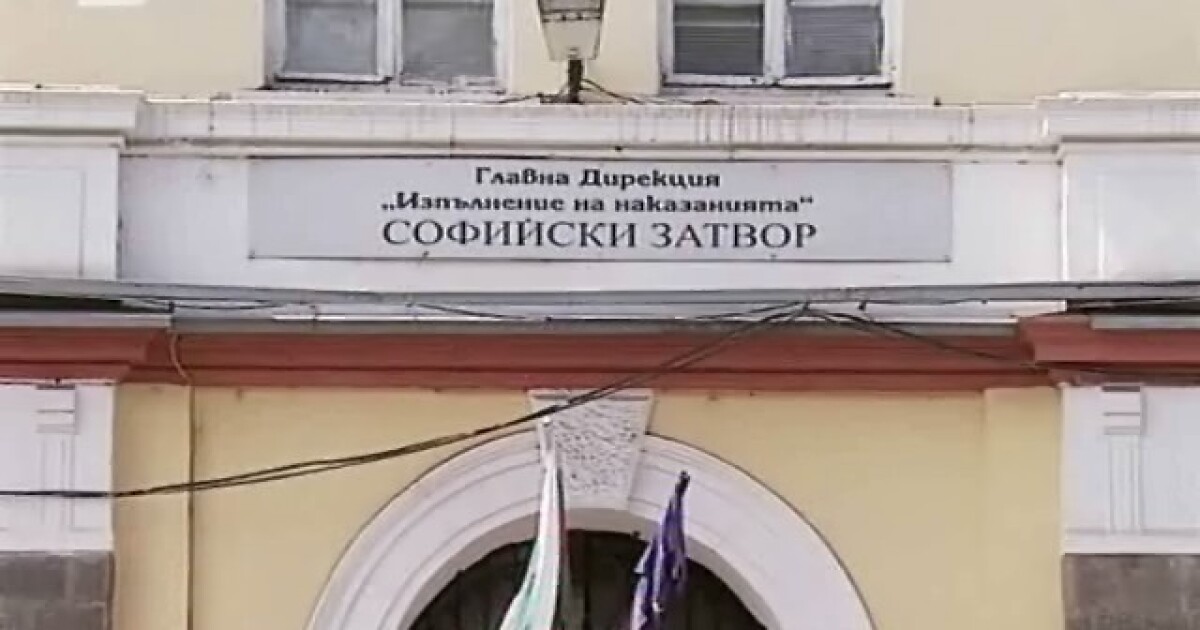 Главна Дирекция
„Изпълнение на наказанията“
СОФИЙСКИ ЗАТВОР